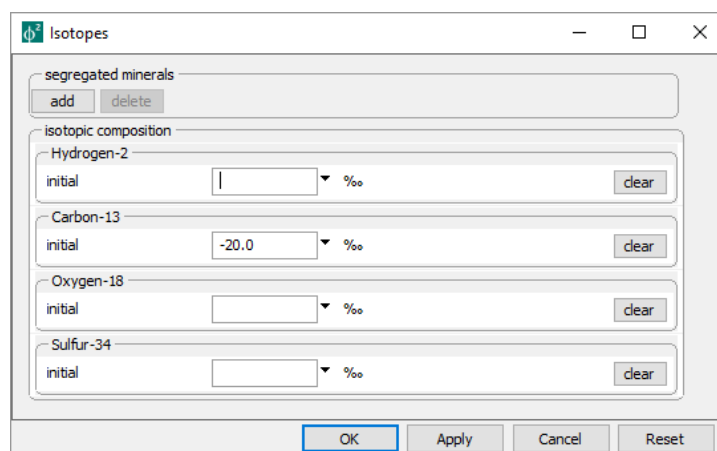 ϕ² Isotopes
segregated minerals
add delete
isotopic composition
Hydrogen-2
initial ‰ clear
Carbon-13
initial -20.0 ‰ clear
Oxygen-18
initial ‰ clear
Sulfur-34
initial ‰ clear
OK Apply Cancel Reset